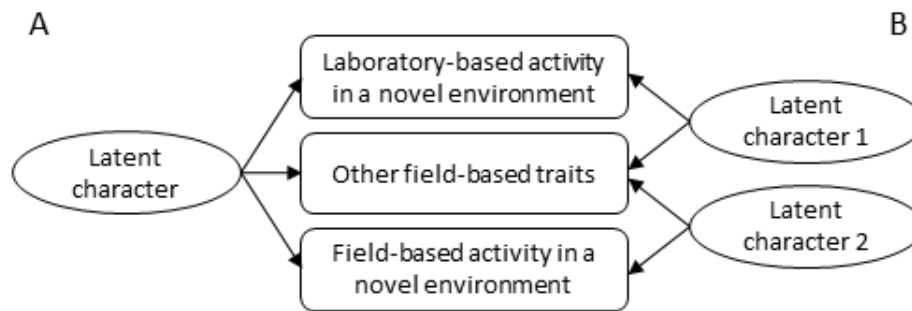 A
B
Laboratory-based activity
in a novel environment
Latent
character
Other field-based traits
Latent
character 1
Latent
character 2
Field-based activity in a
novel environment